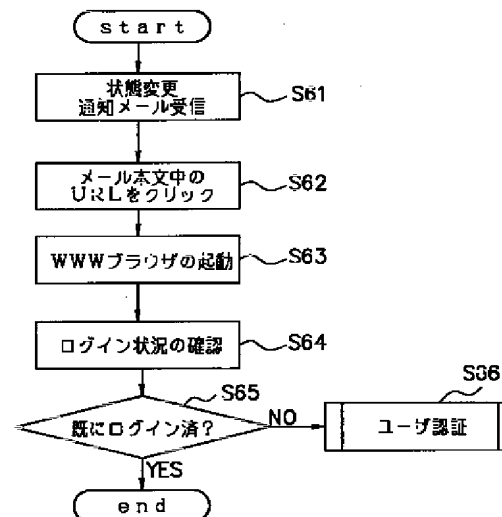 start
状態変更
通知メール受信
S61
メール本文中の
URLをクリック
S62
WWWブラウザの起動
S63
ログイン状況の確認
S64
S65
既にログイン済?
NO
S66
ユーザ認証
YES
end